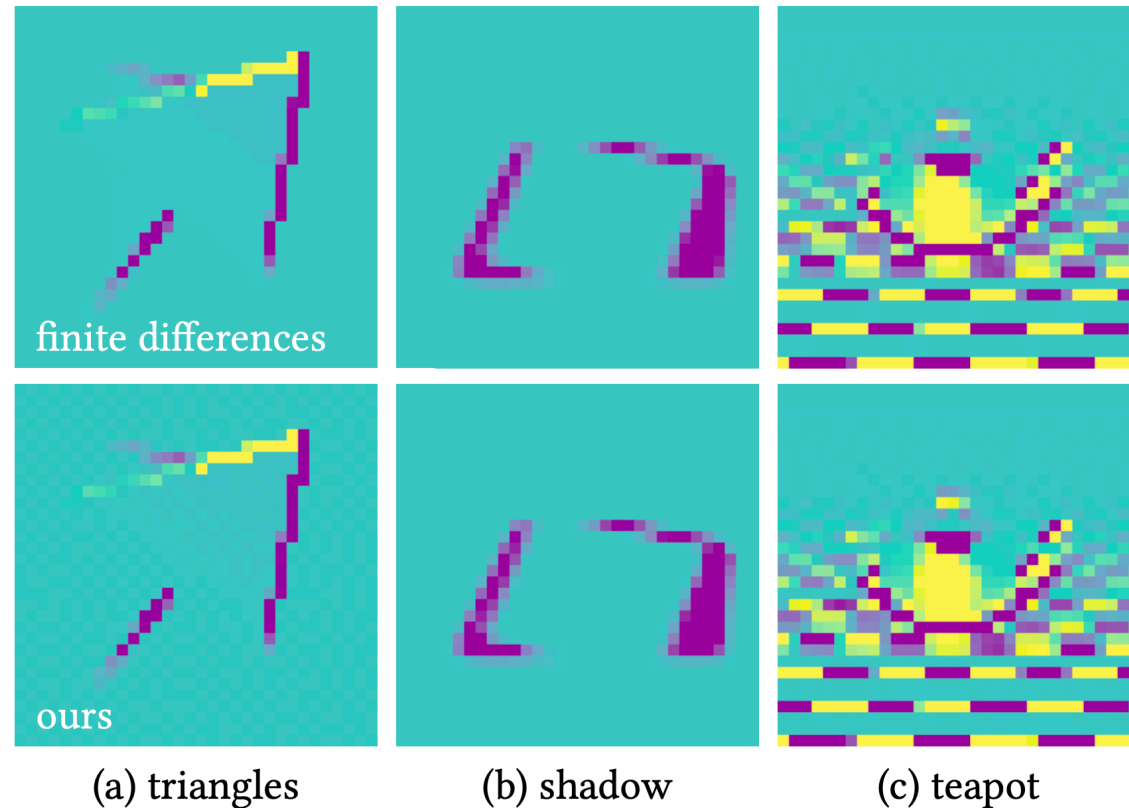 finite differences
ours
(a) triangles
(b) shadow
(c) teapot